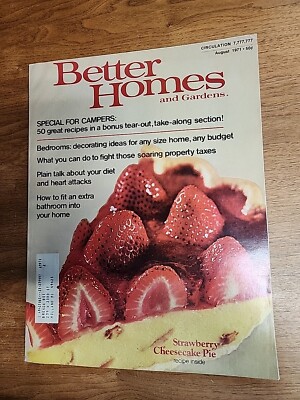 CIRCULATION 7,777,777
August 1971 • 50¢
Better
Homes
and Gardens.
SPECIAL FOR CAMPERS:
50 great recipes in a bonus tear-out, take-along section!
Bedrooms: decorating ideas for any size home, any budget
What you can do to fight those soaring property taxes
Plain talk about your diet
and heart attacks
How to fit an extra
bathroom into
your home
Strawberry
Cheesecake Pie
recipe inside